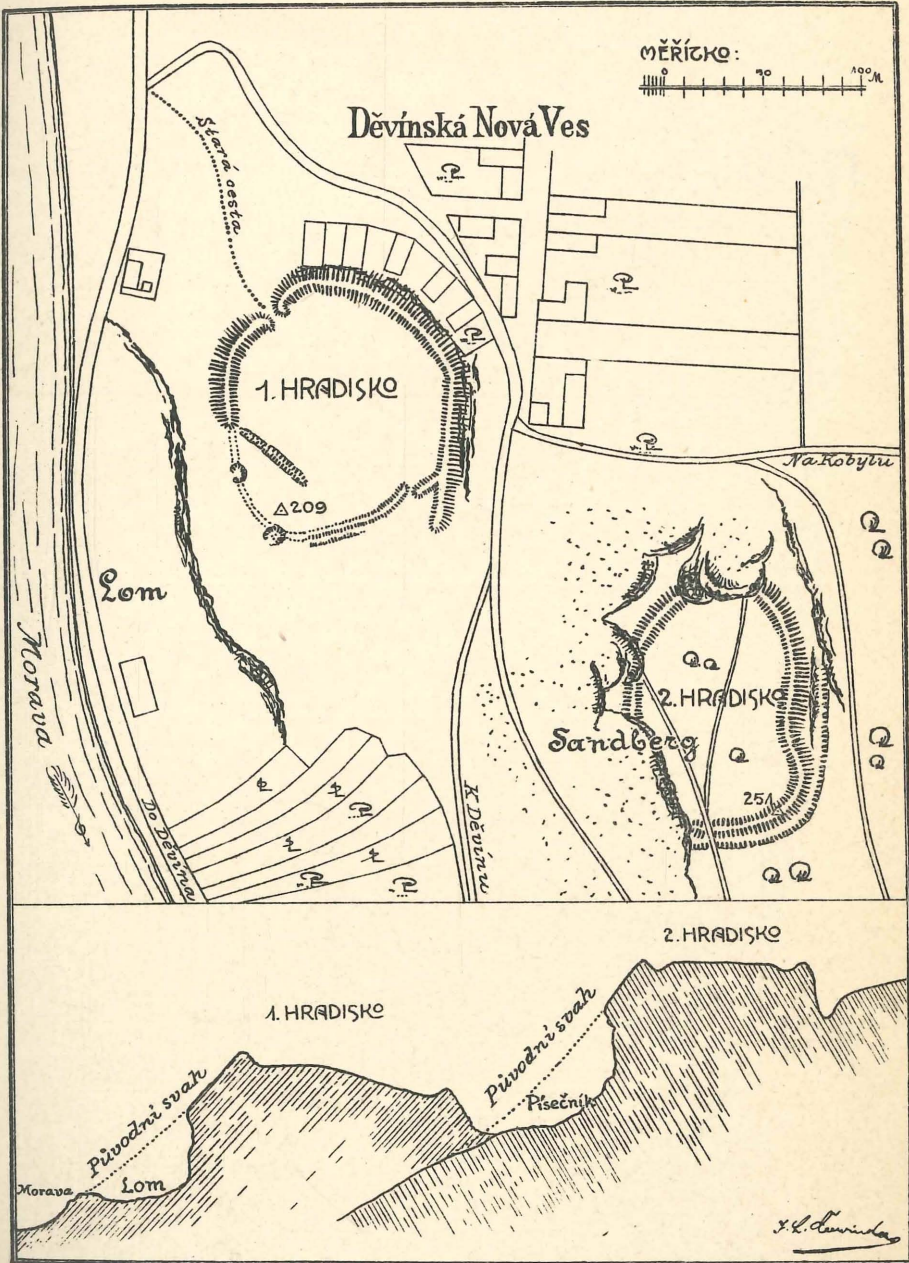 MĚŘÍTKO:
0 50 100 M
Děvínská Nová Ves
Stará cesta
1. HRADISKO
Na Kobylu
△ 209
Lom
Morava
2. HRADISKO
Sandberg
251
Do Děvína
K Děvínu
2. HRADISKO
1. HRADISKO
Původní svah
Původní svah
Písečník
Morava
Lom